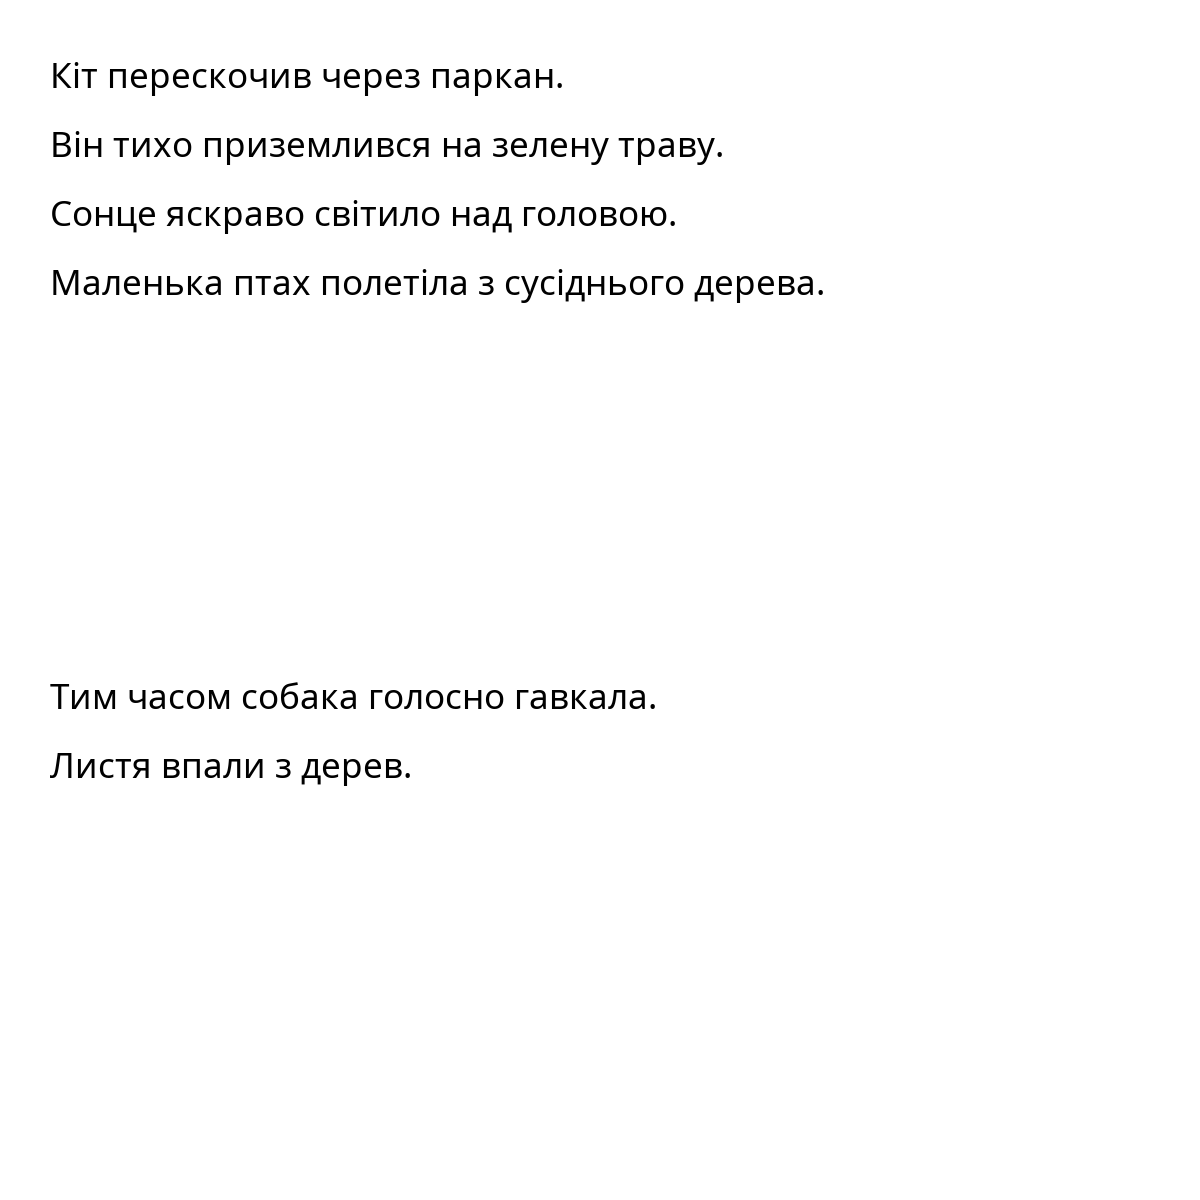 Кіт перескочив через паркан.
Він тихо приземлився на зелену траву.
Сонце яскраво світило над головою.
Маленька птах полетіла з сусіднього дерева.
Тим часом собака голосно гавкала.
Листя впали з дерев.